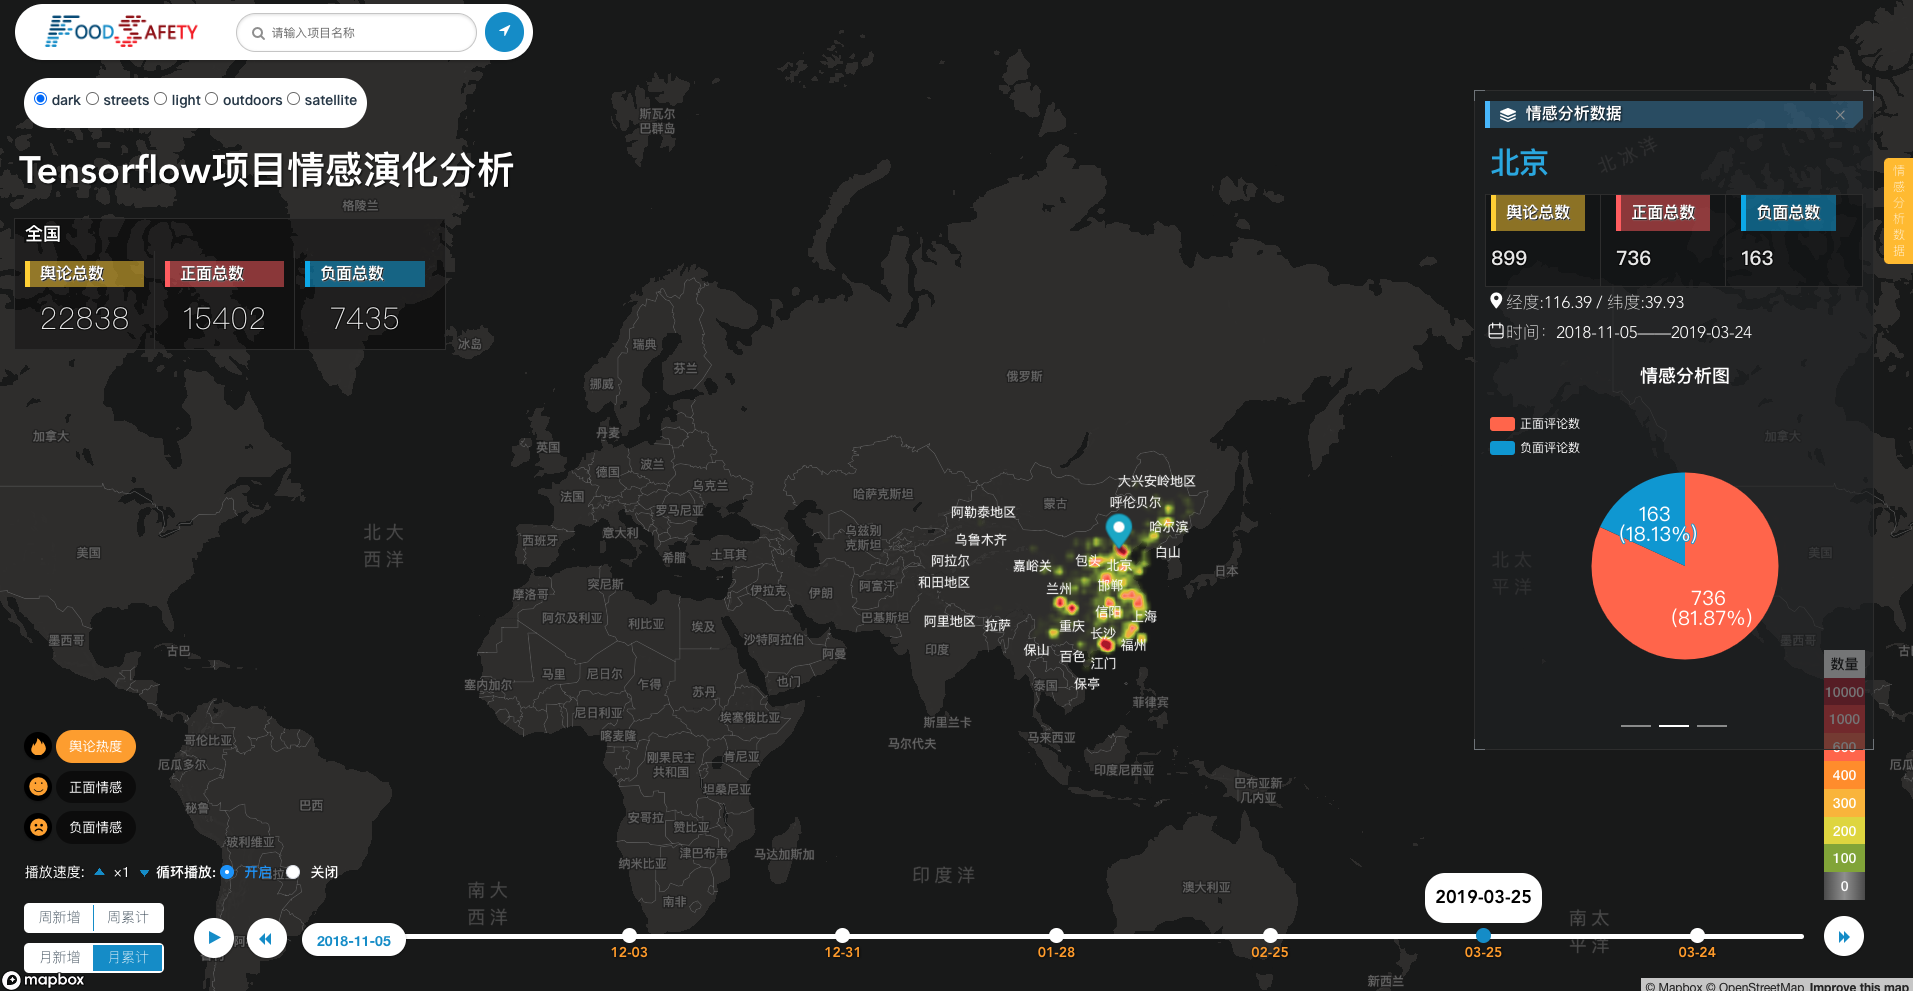 FOOD SAFETY
请输入项目名称
dark streets light outdoors satellite
Tensorflow项目情感演化分析
全国
舆论总数 正面总数 负面总数
22838 15402 7435
情感分析数据
北京
舆论总数 正面总数 负面总数
899 736 163
经度:116.39 / 纬度:39.93
时间: 2018-11-05——2019-03-24
情感分析图
正面评论数
负面评论数
163
(18.13%)
736
(81.87%)
情感分析数据
北冰洋
斯瓦尔
巴群岛
格陵兰
冰岛
瑞典
芬兰
挪威
俄罗斯
加拿大
加拿大
丹麦
英国
德国
波兰
法国
乌克兰
罗马尼亚
哈萨克斯坦
蒙古
大兴安岭地区
呼伦贝尔
阿勒泰地区
哈尔滨
乌鲁木齐
白山
阿拉尔
嘉峪关
包头
北京
和田地区
兰州
邯郸
阿里地区
拉萨
信阳
上海
重庆
长沙
福州
保山
百色
江门
保亭
北大
西洋
美国
西班牙
意大利
希腊
土耳其
乌兹别
克斯坦
日本
北太
平洋
美国
突尼斯
摩洛哥
伊拉克
伊朗
阿富汗
阿尔及利亚
利比亚
埃及
巴基斯坦
沙特阿拉伯
墨西哥
古巴
阿曼
印度
墨西哥
古
马里
尼日尔
乍得
苏丹
也门
塞内加尔
泰国
菲律宾
尼日利亚
埃塞俄比亚
斯里兰卡
喀麦隆
马来西亚
马尔代夫
哥伦比亚
厄瓜多尔
刚果民主
共和国
肯尼亚
印度尼西亚
坦桑尼亚
巴布亚新
几内亚
厄瓜
秘鲁
巴西
安哥拉
赞比亚
玻利维亚
纳米比亚
津巴布韦
马达加斯加
印度洋
澳大利亚
南大
西洋
南非
南太
平洋
新西兰
数量
10000
1000
600
400
300
200
100
0
舆论热度
正面情感
负面情感
播放速度: ×1 循环播放: 开启 关闭
周新增 周累计
月新增 月累计
2018-11-05
12-03
12-31
01-28
02-25
2019-03-25
03-25
03-24
mapbox
© Mapbox © OpenStreetMap Improve this map